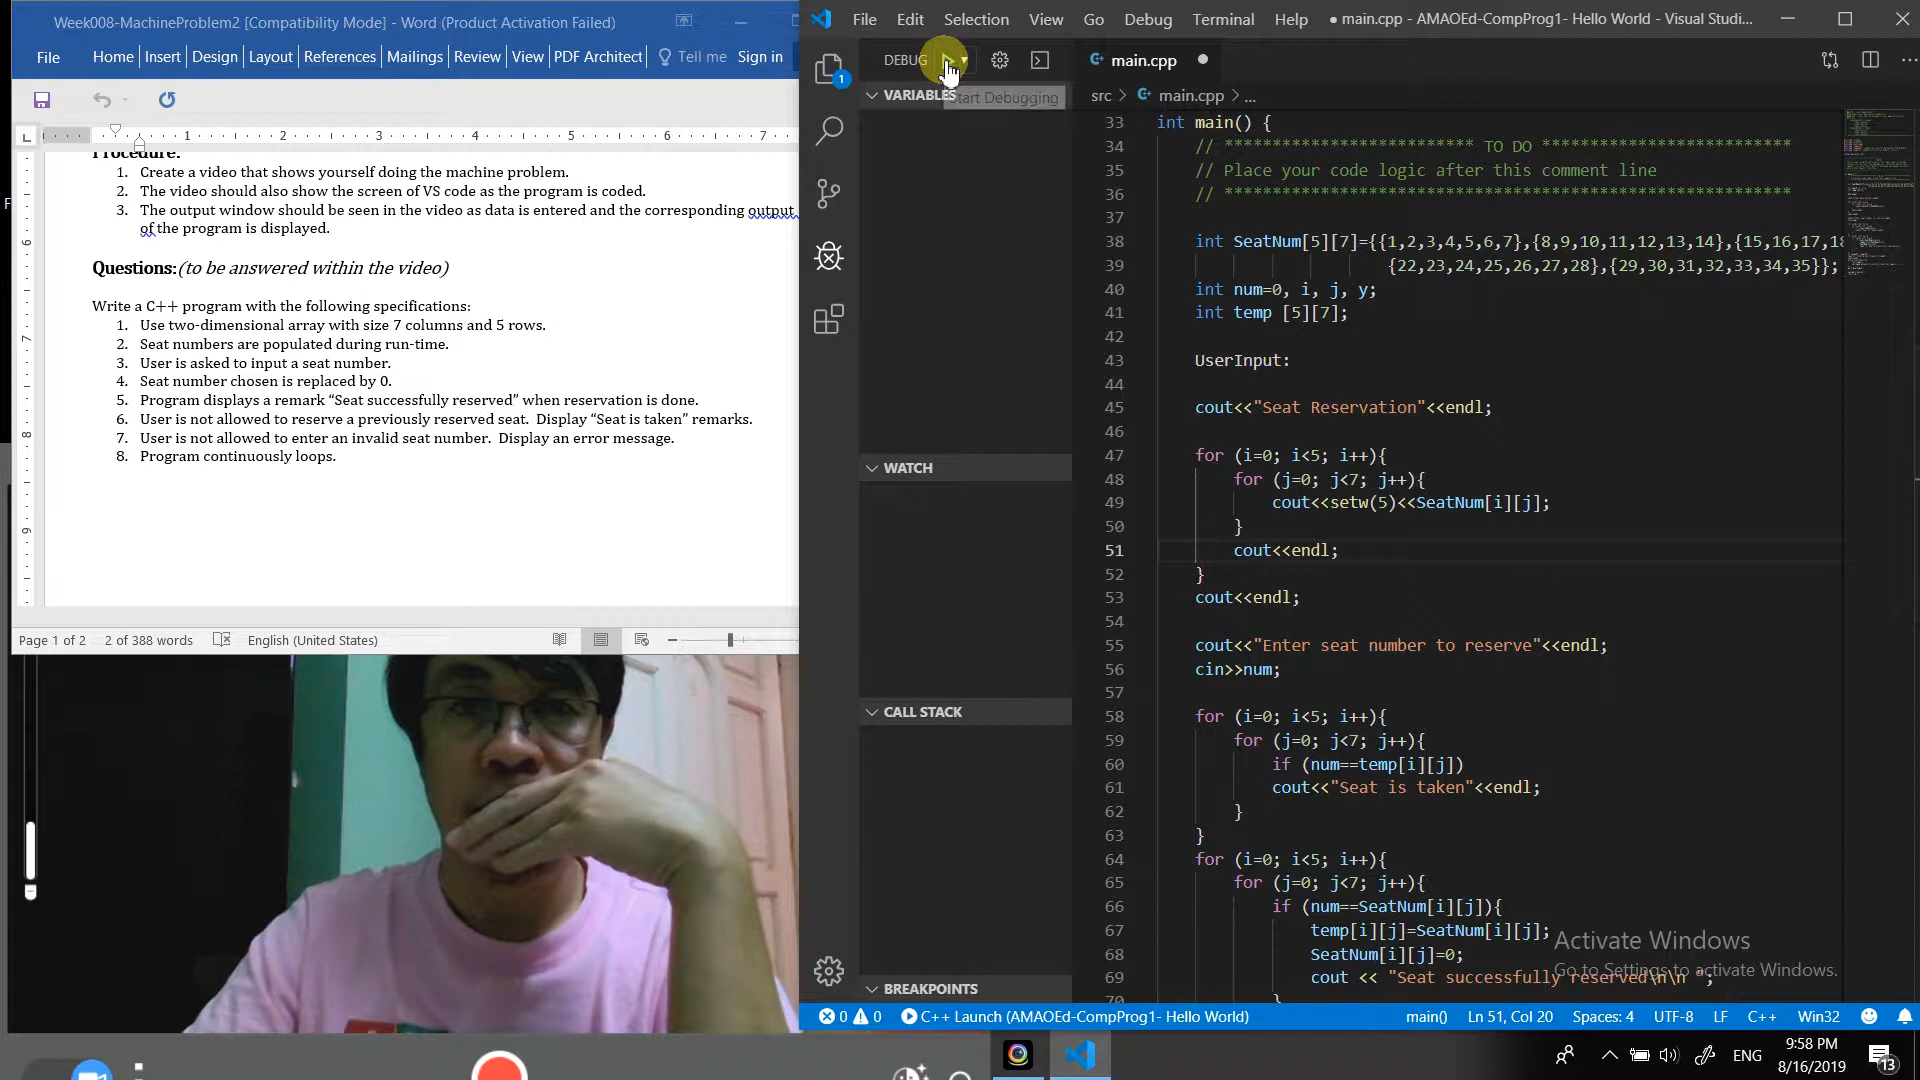 Week008-MachineProblem2 [Compatibility Mode] - Word (Product Activation Failed)
File Home Insert Design Layout References Mailings Review View PDF Architect Tell me Sign in
1 2 3 4 5 6 7
Procedure:
1. Create a video that shows yourself doing the machine problem.
2. The video should also show the screen of VS code as the program is coded.
3. The output window should be seen in the video as data is entered and the corresponding output
of the program is displayed.
Questions:(to be answered within the video)
Write a C++ program with the following specifications:
1. Use two-dimensional array with size 7 columns and 5 rows.
2. Seat numbers are populated during run-time.
3. User is asked to input a seat number.
4. Seat number chosen is replaced by 0.
5. Program displays a remark “Seat successfully reserved” when reservation is done.
6. User is not allowed to reserve a previously reserved seat.  Display “Seat is taken” remarks.
7. User is not allowed to enter an invalid seat number.  Display an error message.
8. Program continuously loops.
6
7
8
9
Page 1 of 2 2 of 388 words English (United States)
File Edit Selection View Go Debug Terminal Help ● main.cpp - AMAOEd-CompProg1- Hello World - Visual Studi...
DEBUG
Start Debugging
1
VARIABLES
WATCH
CALL STACK
BREAKPOINTS
main.cpp
src > main.cpp > ...
33 int main() {
34 // ************************** TO DO **************************
35 // Place your code logic after this comment line
36 // ***********************************************************
37
38 int SeatNum[5][7]={{1,2,3,4,5,6,7},{8,9,10,11,12,13,14},{15,16,17,18
39 {22,23,24,25,26,27,28},{29,30,31,32,33,34,35}};
40 int num=0, i, j, y;
41 int temp [5][7];
42
43 UserInput:
44
45 cout<<"Seat Reservation"<<endl;
46
47 for (i=0; i<5; i++){
48 for (j=0; j<7; j++){
49 cout<<setw(5)<<SeatNum[i][j];
50 }
51 cout<<endl;
52 }
53 cout<<endl;
54
55 cout<<"Enter seat number to reserve"<<endl;
56 cin>>num;
57
58 for (i=0; i<5; i++){
59 for (j=0; j<7; j++){
60 if (num==temp[i][j])
61 cout<<"Seat is taken"<<endl;
62 }
63 }
64 for (i=0; i<5; i++){
65 for (j=0; j<7; j++){
66 if (num==SeatNum[i][j]){
67 temp[i][j]=SeatNum[i][j];
68 SeatNum[i][j]=0;
69 cout << "Seat successfully reserved\n\n ";
70 }
Activate Windows
Go to Settings to activate Windows.
0 0 C++ Launch (AMAOEd-CompProg1- Hello World) main() Ln 51, Col 20 Spaces: 4 UTF-8 LF C++ Win32
ENG 9:58 PM
8/16/2019
13